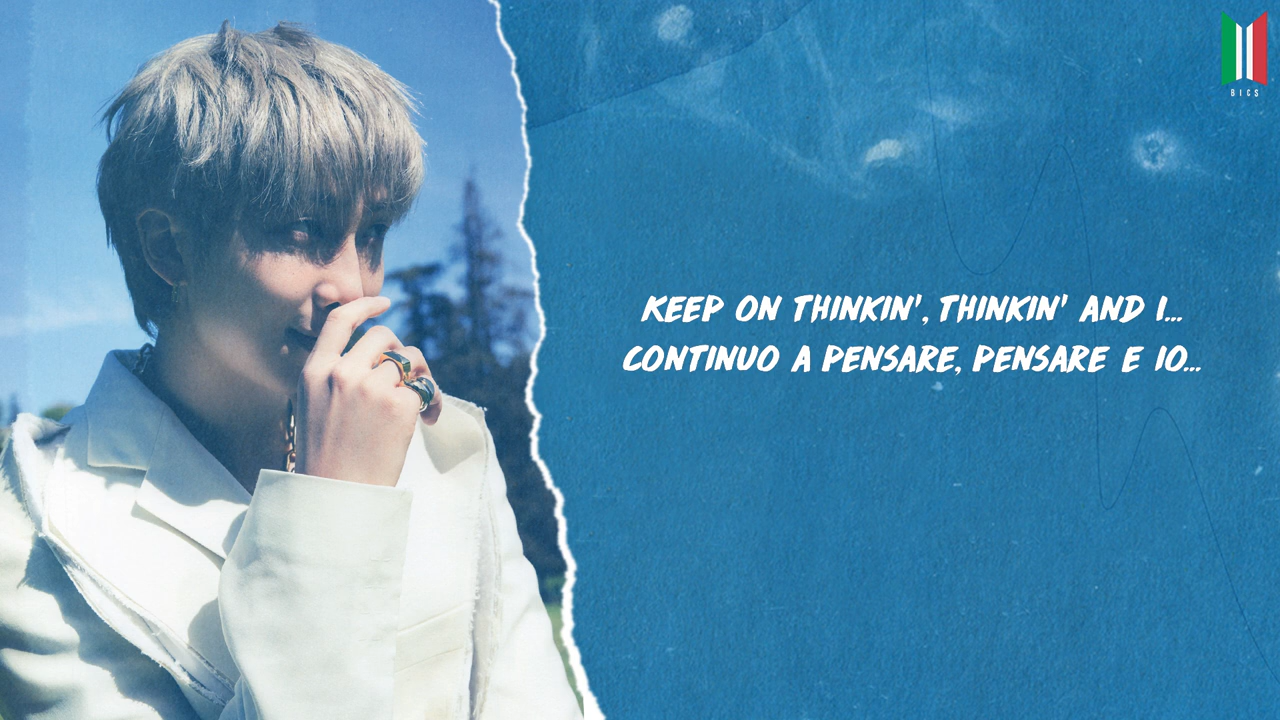 BICS
KEEP ON THINKIN', THINKIN' AND I...
CONTINUO A PENSARE, PENSARE E IO...